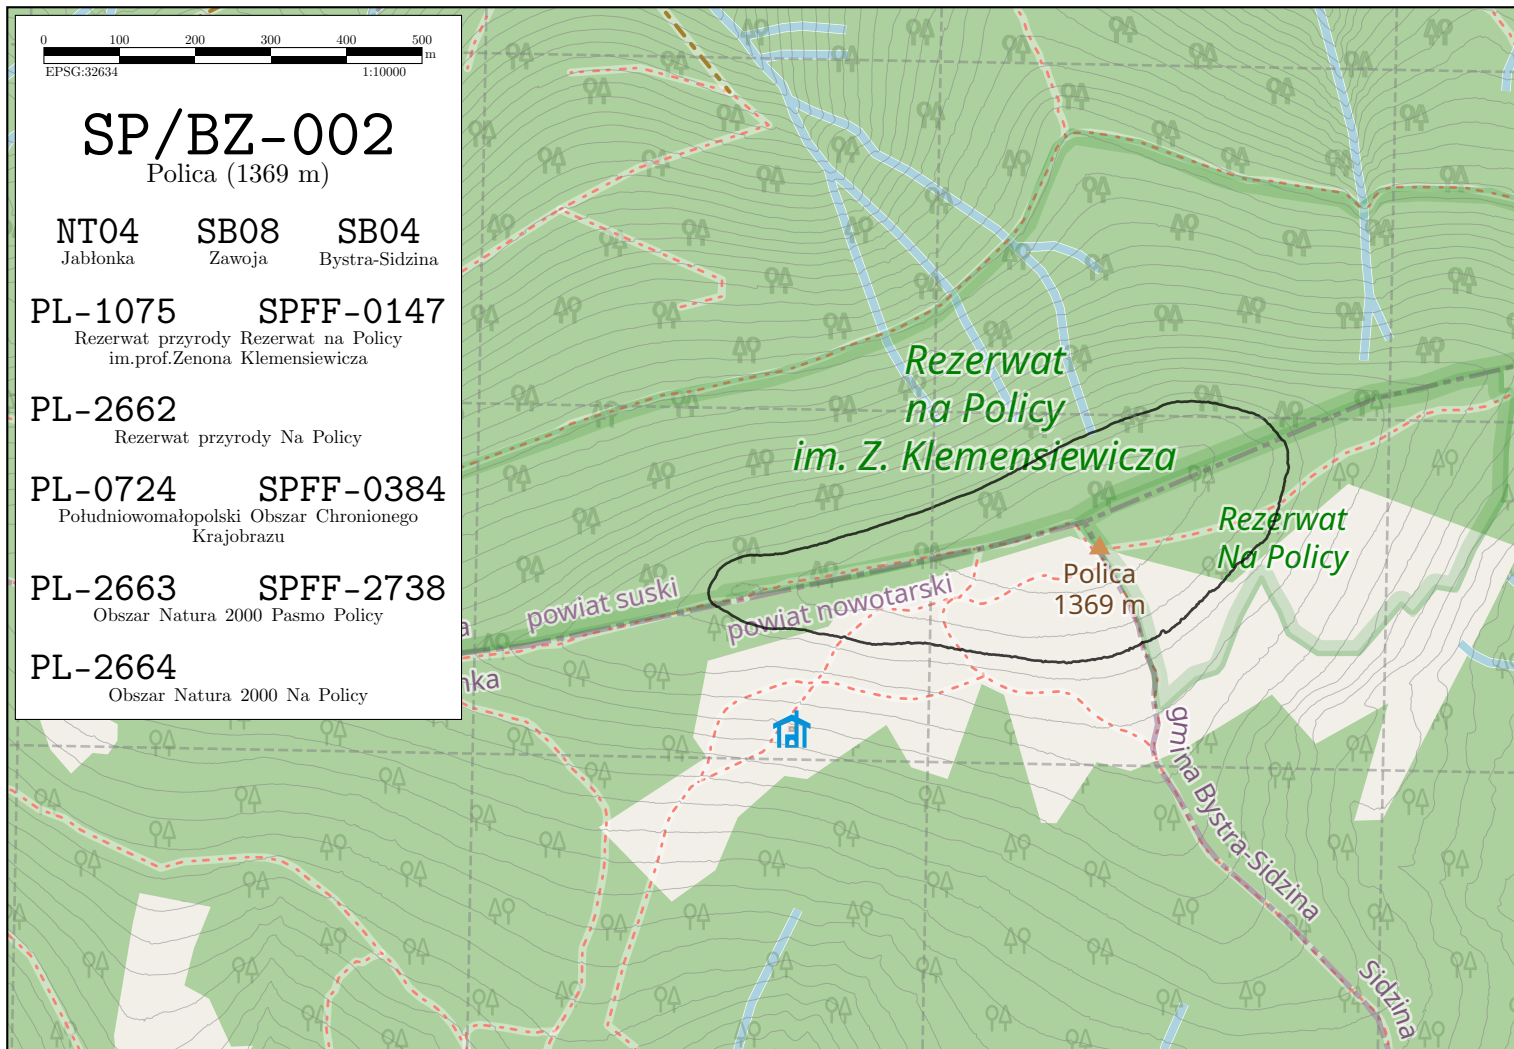 0 100 200 300 400 500
m
EPSG:32634 1:10000
SP/BZ-002
Polica (1369 m)
NT04 SB08 SB04
Jabłonka Zawoja Bystra-Sidzina
PL-1075 SPFF-0147
Rezerwat przyrody Rezerwat na Policy
im.prof.Zenona Klemensiewicza
PL-2662
Rezerwat przyrody Na Policy
PL-0724 SPFF-0384
Południowomałopolski Obszar Chronionego
Krajobrazu
PL-2663 SPFF-2738
Obszar Natura 2000 Pasmo Policy
PL-2664
Obszar Natura 2000 Na Policy
Rezerwat
na Policy
im. Z. Klemensiewicza
Rezerwat
Na Policy
Polica
1369 m
powiat suski
powiat nowotarski
a
nka
gmina Bystra-Sidzina
Sidzina